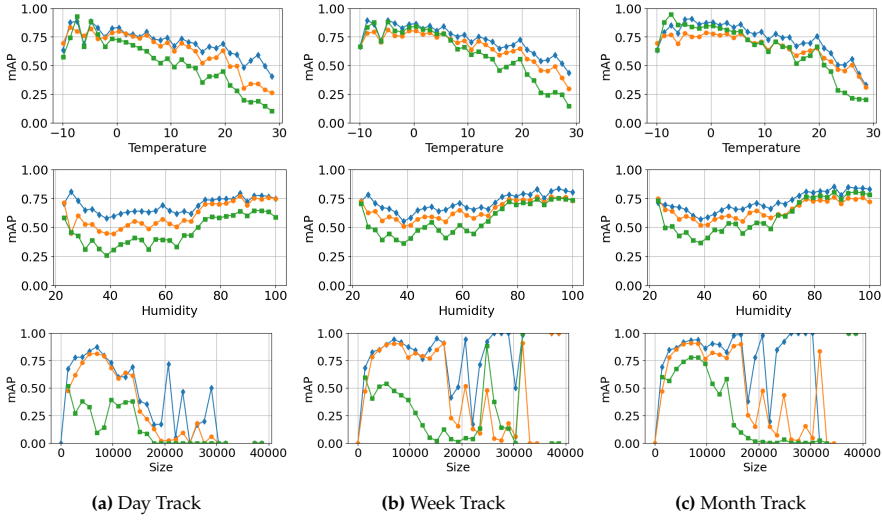 1.00 1.00 1.00
0.75 0.75 0.75
mAP 0.50 mAP 0.50 mAP 0.50
0.25 0.25 0.25
0.00 0.00 0.00
−10 0 10 20 30 −10 0 10 20 30 −10 0 10 20 30
Temperature Temperature Temperature
1.00 1.00 1.00
0.75 0.75 0.75
mAP 0.50 mAP 0.50 mAP 0.50
0.25 0.25 0.25
0.00 0.00 0.00
20 40 60 80 100 20 40 60 80 100 20 40 60 80 100
Humidity Humidity Humidity
1.00 1.00 1.00
0.75 0.75 0.75
mAP 0.50 mAP 0.50 mAP 0.50
0.25 0.25 0.25
0.00 0.00 0.00
0 10000 20000 30000 40000 0 10000 20000 30000 40000 0 10000 20000 30000 40000
Size Size Size
(a) Day Track (b) Week Track (c) Month Track